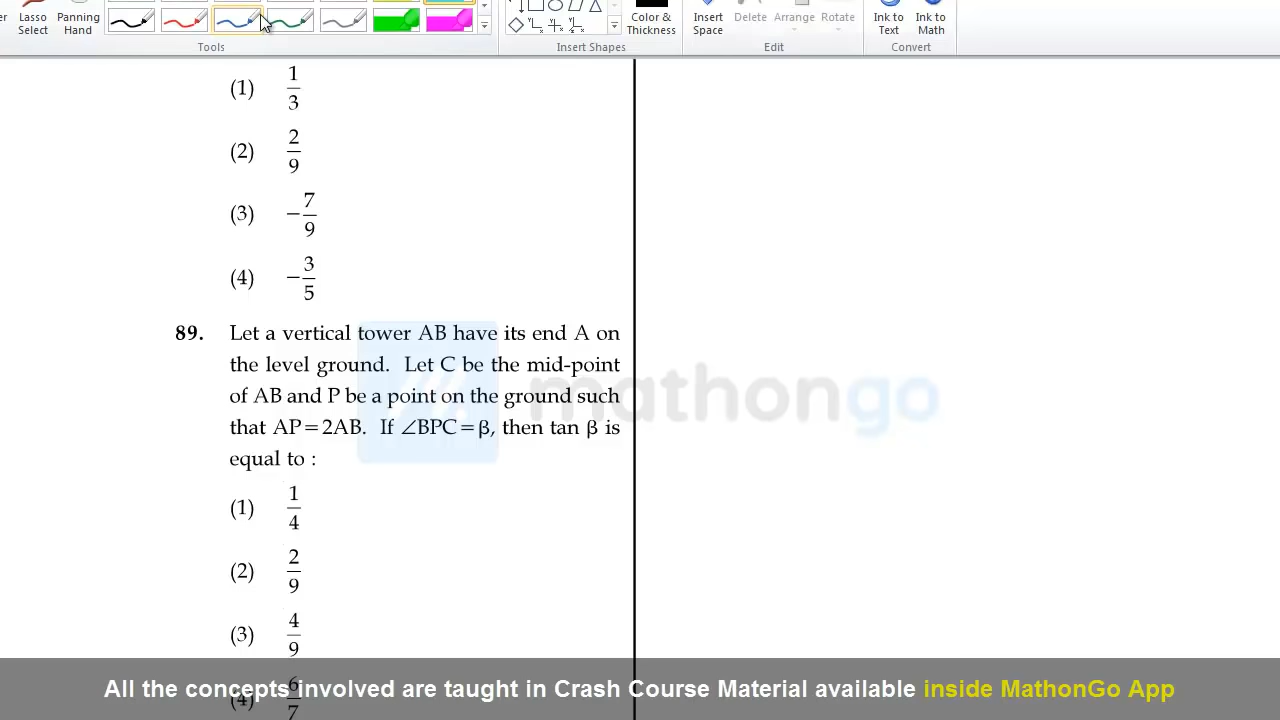 Lasso
Select
Panning
Hand
Color &
Thickness
Insert
Space
Delete
Arrange
Rotate
Ink to
Text
Ink to
Math
Tools
Insert Shapes
Edit
Convert
(1) 1/3
(2) 2/9
(3) −7/9
(4) −3/5
89. Let a vertical tower AB have its end A on
the level ground. Let C be the mid-point
of AB and P be a point on the ground such
that AP=2AB. If ∠BPC=β, then tan β is
equal to :
mathongo
(1) 1/4
(2) 2/9
(3) 4/9
(4) 6/7
All the concepts involved are taught in Crash Course Material available inside MathonGo App